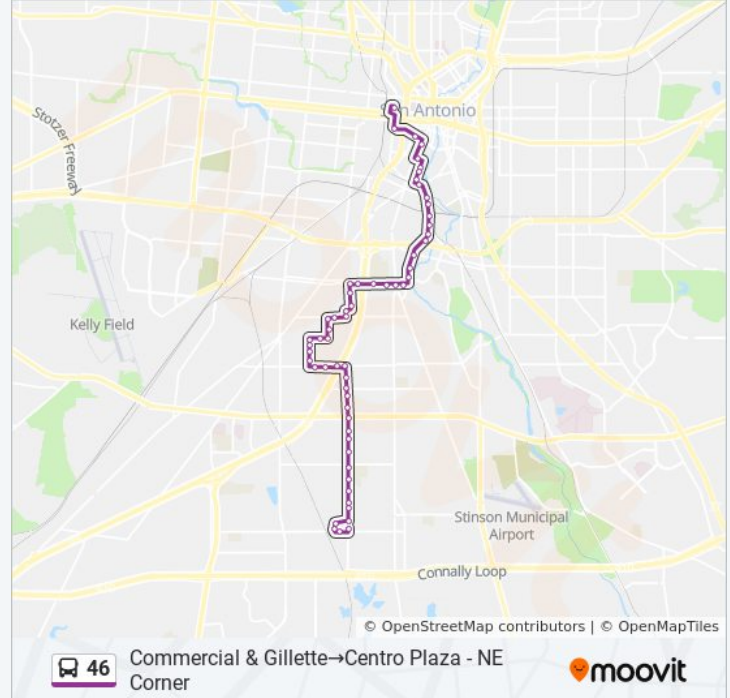 San Antonio
Stotzer Freeway
Kelly Field
Stinson Municipal
Airport
Connally Loop
© OpenStreetMap contributors | © OpenMapTiles
46
Commercial & Gillette→Centro Plaza - NE
Corner
moovit